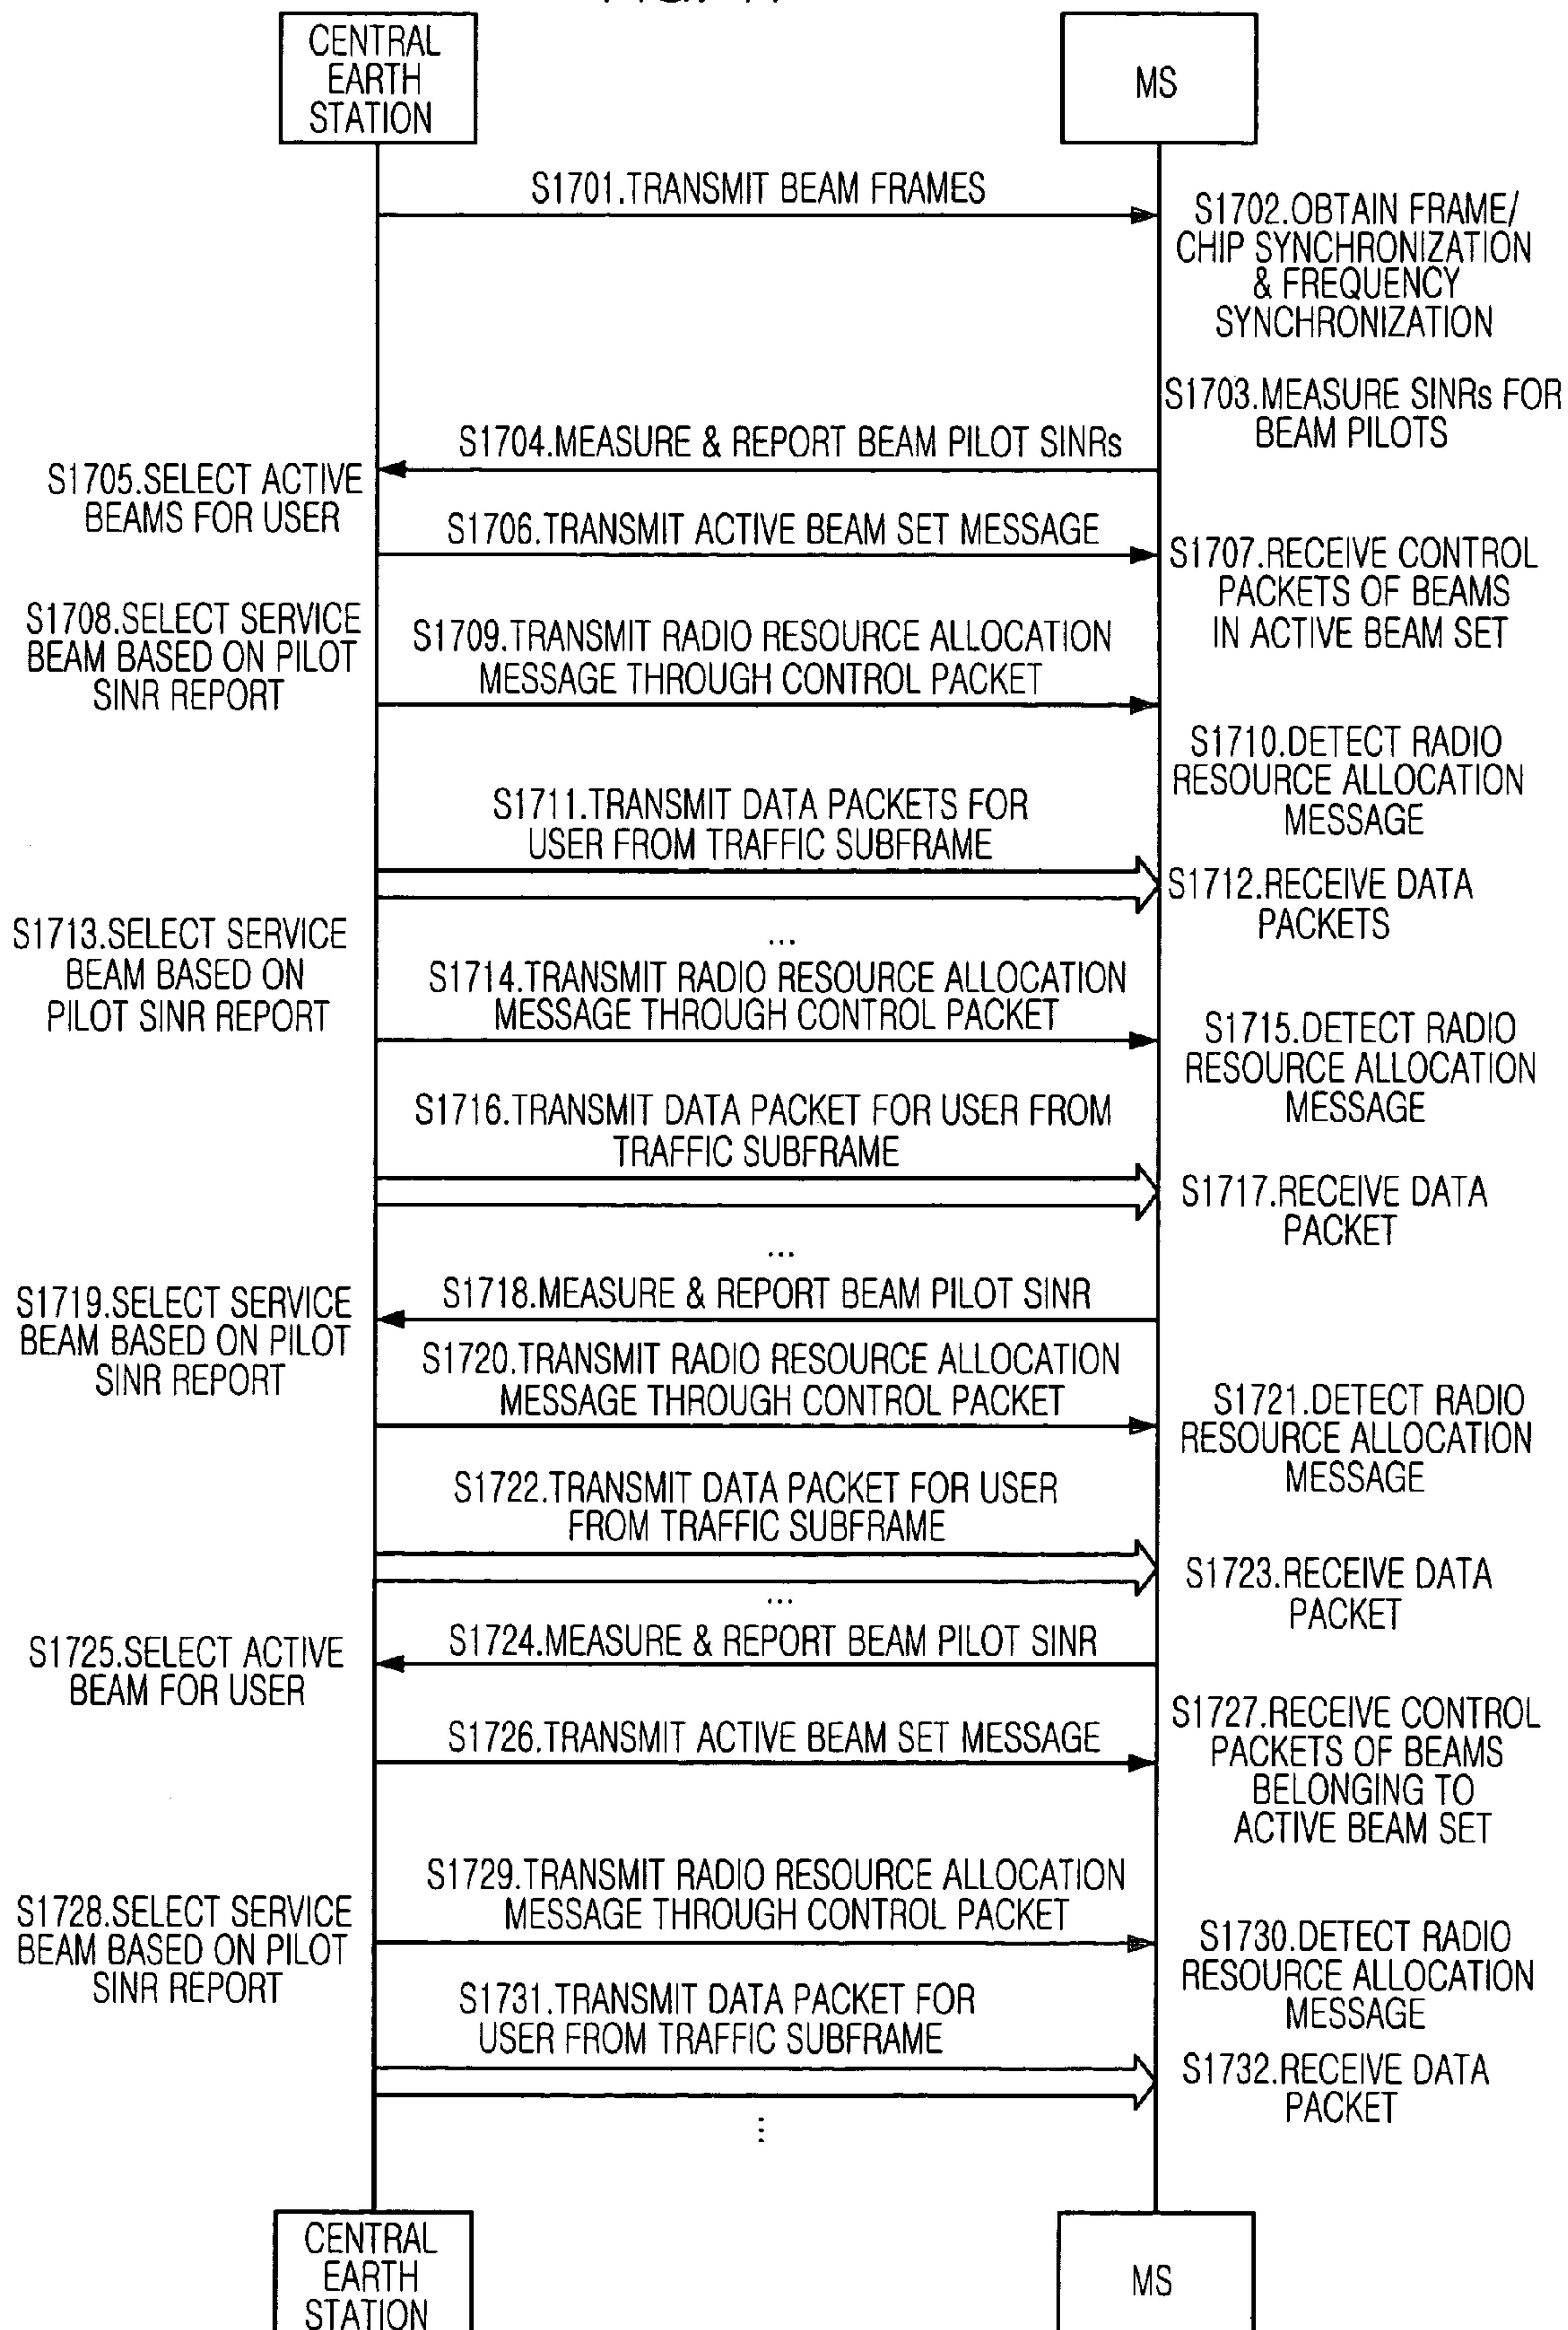 CENTRAL
EARTH
STATION
MS
S1701.TRANSMIT BEAM FRAMES
S1702.OBTAIN FRAME/
CHIP SYNCHRONIZATION
& FREQUENCY
SYNCHRONIZATION
S1703.MEASURE SINRs FOR
BEAM PILOTS
S1704.MEASURE & REPORT BEAM PILOT SINRs
S1705.SELECT ACTIVE
BEAMS FOR USER
S1706.TRANSMIT ACTIVE BEAM SET MESSAGE
S1707.RECEIVE CONTROL
PACKETS OF BEAMS
IN ACTIVE BEAM SET
S1708.SELECT SERVICE
BEAM BASED ON PILOT
SINR REPORT
S1709.TRANSMIT RADIO RESOURCE ALLOCATION
MESSAGE THROUGH CONTROL PACKET
S1710.DETECT RADIO
RESOURCE ALLOCATION
MESSAGE
S1711.TRANSMIT DATA PACKETS FOR
USER FROM TRAFFIC SUBFRAME
S1712.RECEIVE DATA
PACKETS
...
S1713.SELECT SERVICE
BEAM BASED ON
PILOT SINR REPORT
S1714.TRANSMIT RADIO RESOURCE ALLOCATION
MESSAGE THROUGH CONTROL PACKET
S1715.DETECT RADIO
RESOURCE ALLOCATION
MESSAGE
S1716.TRANSMIT DATA PACKET FOR USER FROM
TRAFFIC SUBFRAME
S1717.RECEIVE DATA
PACKET
...
S1718.MEASURE & REPORT BEAM PILOT SINR
S1719.SELECT SERVICE
BEAM BASED ON PILOT
SINR REPORT
S1720.TRANSMIT RADIO RESOURCE ALLOCATION
MESSAGE THROUGH CONTROL PACKET
S1721.DETECT RADIO
RESOURCE ALLOCATION
MESSAGE
S1722.TRANSMIT DATA PACKET FOR USER
FROM TRAFFIC SUBFRAME
S1723.RECEIVE DATA
PACKET
...
S1724.MEASURE & REPORT BEAM PILOT SINR
S1725.SELECT ACTIVE
BEAM FOR USER
S1726.TRANSMIT ACTIVE BEAM SET MESSAGE
S1727.RECEIVE CONTROL
PACKETS OF BEAMS
BELONGING TO
ACTIVE BEAM SET
S1728.SELECT SERVICE
BEAM BASED ON PILOT
SINR REPORT
S1729.TRANSMIT RADIO RESOURCE ALLOCATION
MESSAGE THROUGH CONTROL PACKET
S1730.DETECT RADIO
RESOURCE ALLOCATION
MESSAGE
S1731.TRANSMIT DATA PACKET FOR
USER FROM TRAFFIC SUBFRAME
S1732.RECEIVE DATA
PACKET
...
CENTRAL
EARTH
STATION
MS